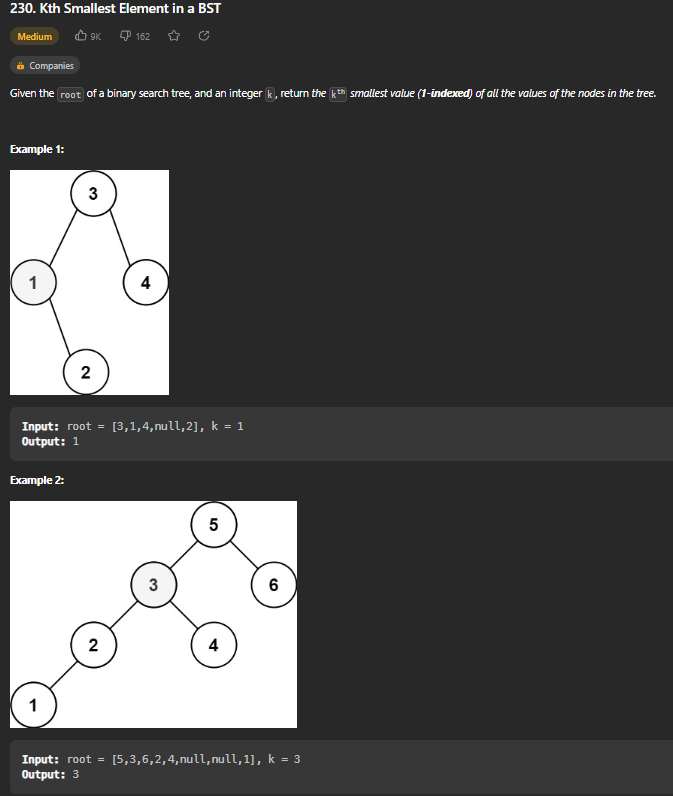 230. Kth Smallest Element in a BST
Medium 9K 162
Companies
Given the root of a binary search tree, and an integer k, return the kth smallest value (1-indexed) of all the values of the nodes in the tree.
Example 1:
3
1 4
2
Input: root = [3,1,4,null,2], k = 1
Output: 1
Example 2:
5
3 6
2 4
1
Input: root = [5,3,6,2,4,null,null,1], k = 3
Output: 3